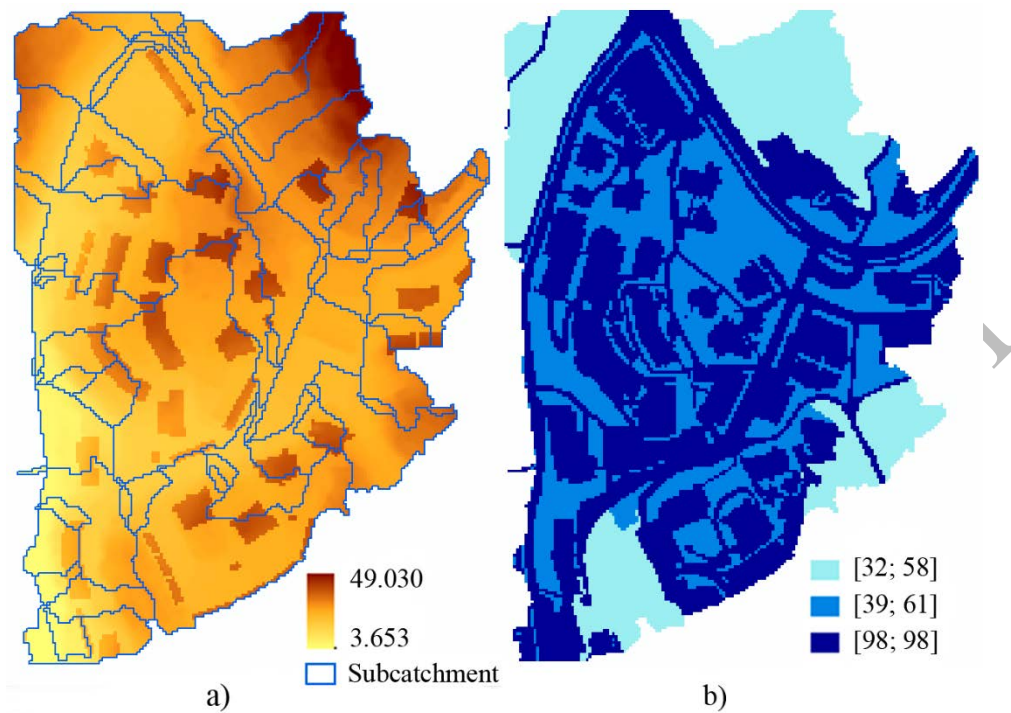 49.030
3.653
Subcatchment
a)
[32; 58]
[39; 61]
[98; 98]
b)